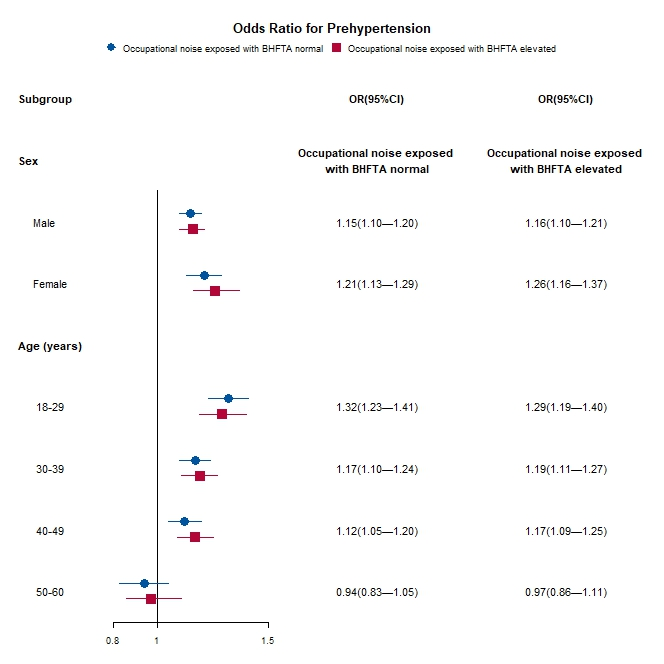 Odds Ratio for Prehypertension
Occupational noise exposed with BHFTA normal Occupational noise exposed with BHFTA elevated
Subgroup OR(95%CI) OR(95%CI)
Sex
Occupational noise exposed with BHFTA normal
Occupational noise exposed with BHFTA elevated
Male 1.15(1.10—1.20) 1.16(1.10—1.21)
Female 1.21(1.13—1.29) 1.26(1.16—1.37)
Age (years)
18-29 1.32(1.23—1.41) 1.29(1.19—1.40)
30-39 1.17(1.10—1.24) 1.19(1.11—1.27)
40-49 1.12(1.05—1.20) 1.17(1.09—1.25)
50-60 0.94(0.83—1.05) 0.97(0.86—1.11)
0.8 1 1.5